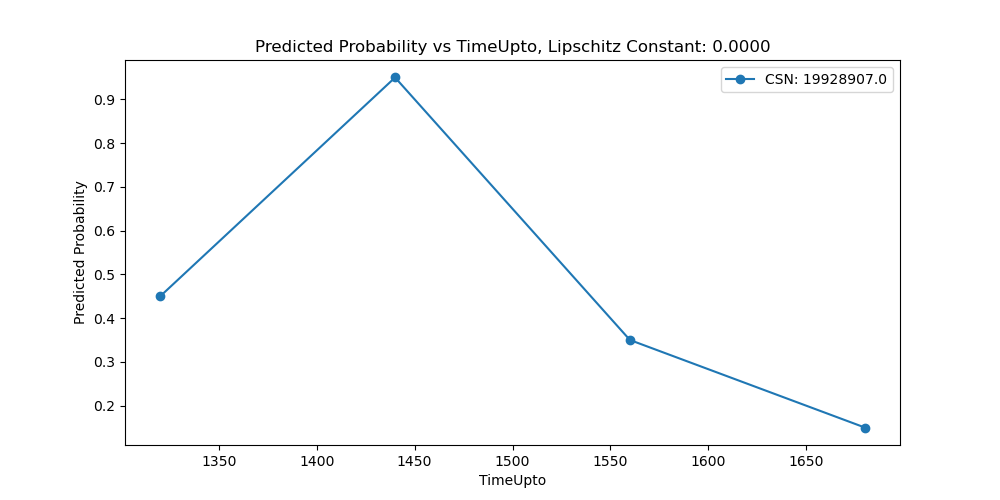 Predicted Probability vs TimeUpto, Lipschitz Constant: 0.0000
CSN: 19928907.0
Predicted Probability
0.9
0.8
0.7
0.6
0.5
0.4
0.3
0.2
1350 1400 1450 1500 1550 1600 1650
TimeUpto